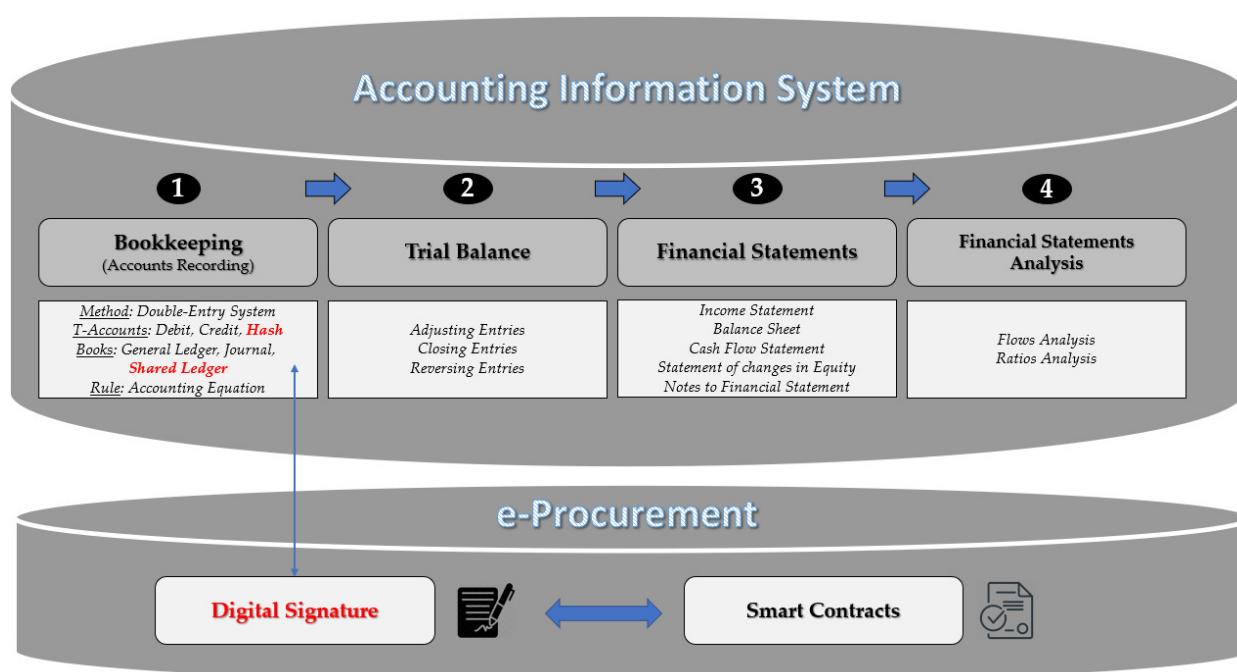 Accounting Information System
1
2
3
4
Bookkeeping
(Accounts Recording)
Trial Balance
Financial Statements
Financial Statements
Analysis
Method: Double-Entry System
T-Accounts: Debit, Credit, Hash
Books: General Ledger, Journal,
Shared Ledger
Rule: Accounting Equation
Adjusting Entries
Closing Entries
Reversing Entries
Income Statement
Balance Sheet
Cash Flow Statement
Statement of changes in Equity
Notes to Financial Statement
Flows Analysis
Ratios Analysis
e-Procurement
Digital Signature
Smart Contracts